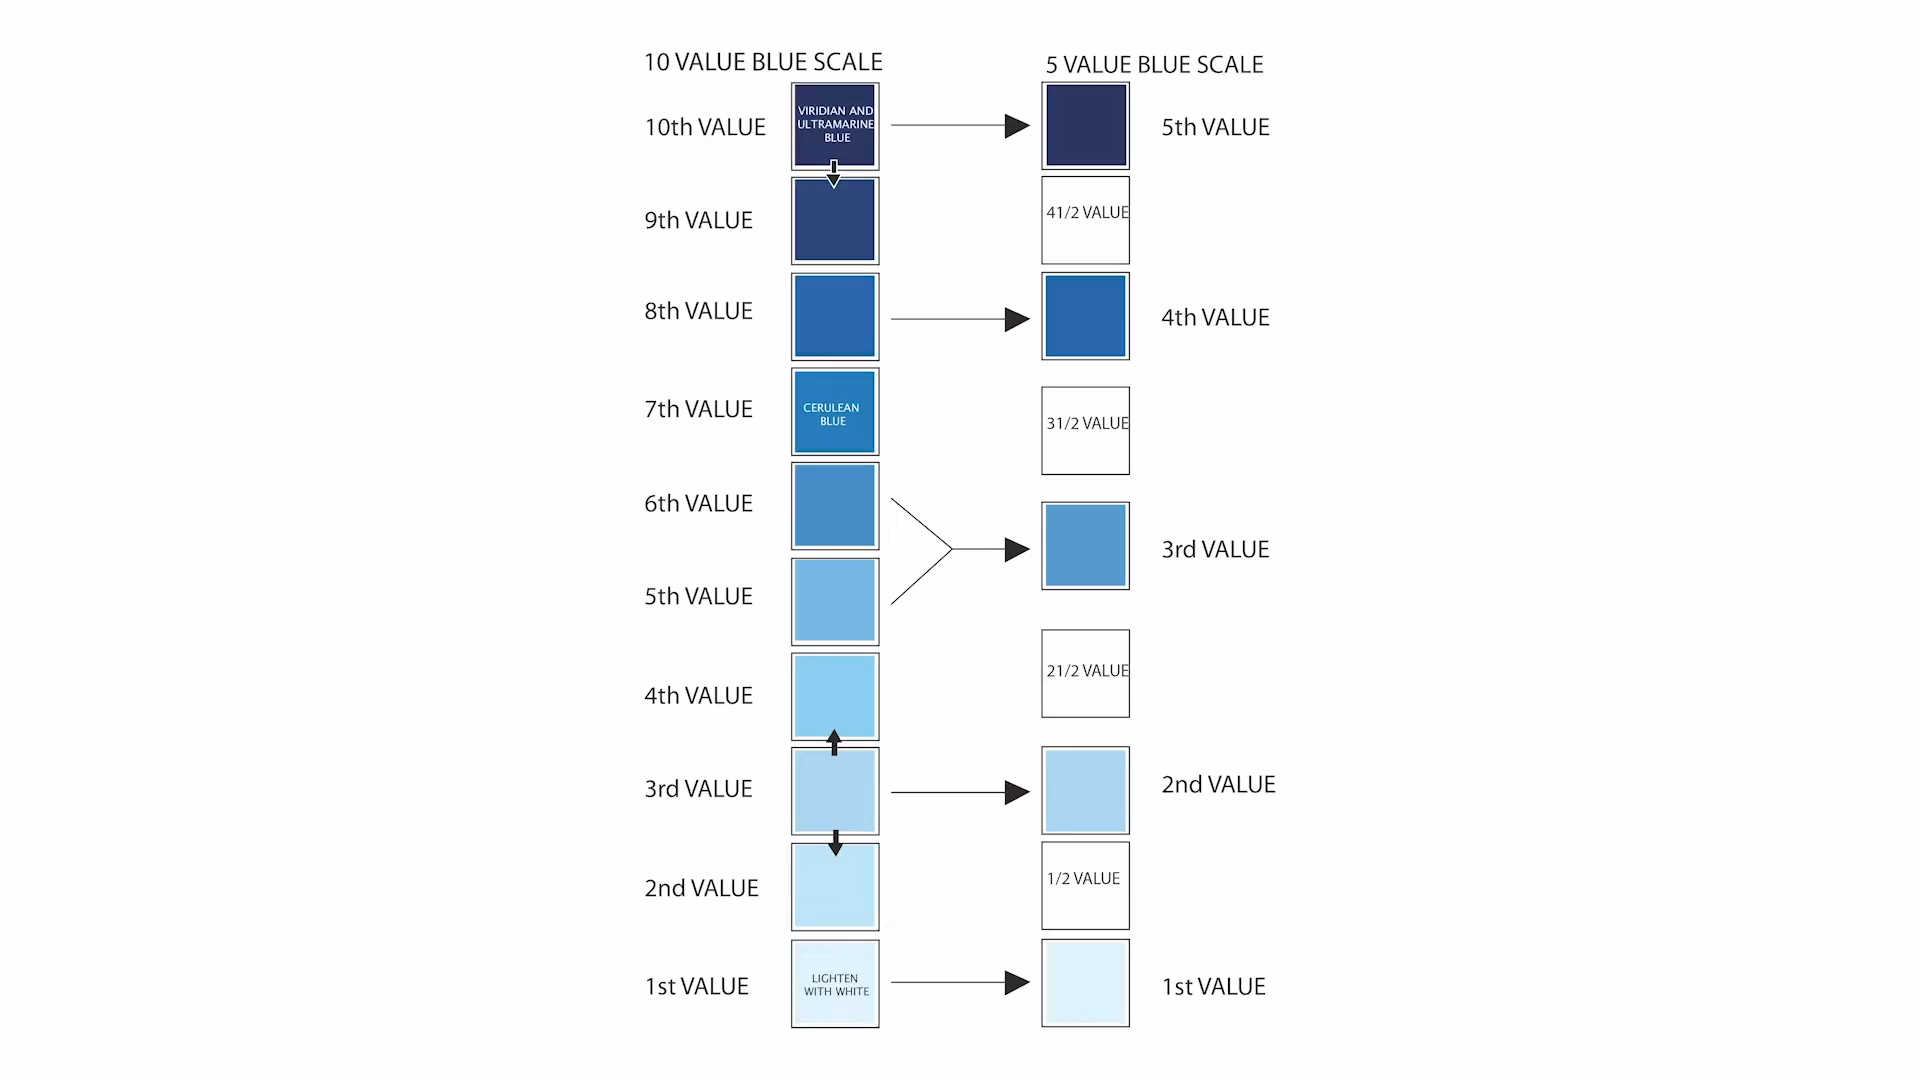 10 VALUE BLUE SCALE
10th VALUE
VIRIDIAN AND
ULTRAMARINE
BLUE
9th VALUE
8th VALUE
7th VALUE
CERULEAN
BLUE
6th VALUE
5th VALUE
4th VALUE
3rd VALUE
2nd VALUE
1st VALUE
LIGHTEN
WITH WHITE
5 VALUE BLUE SCALE
5th VALUE
41/2 VALUE
4th VALUE
31/2 VALUE
3rd VALUE
21/2 VALUE
2nd VALUE
1/2 VALUE
1st VALUE